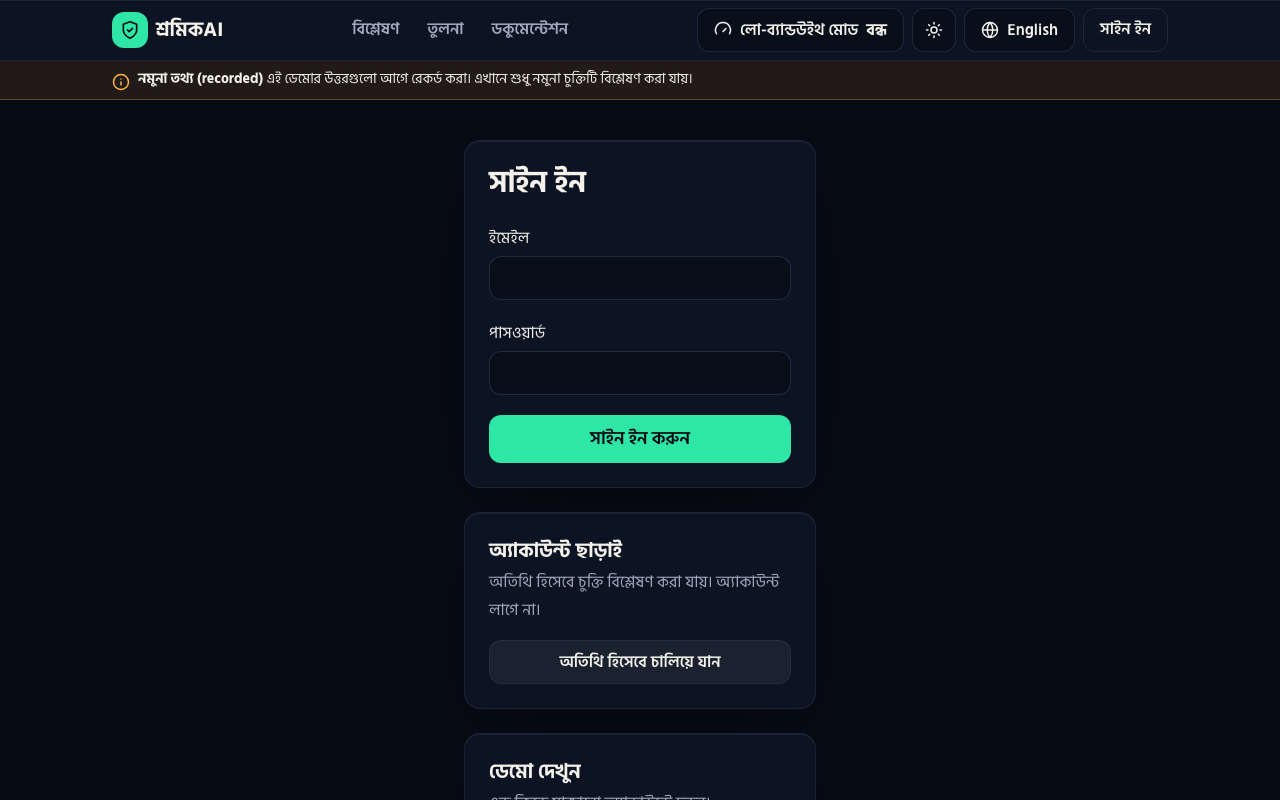 শ্রমিকAI
বিশ্লেষণ
তুলনা
ডকুমেন্টেশন
লো-ব্যান্ডউইথ মোড বন্ধ
English
সাইন ইন
নমুনা তথ্য (recorded) এই ডেমোর উত্তরগুলো আগে রেকর্ড করা। এখানে শুধু নমুনা চুক্তিটি বিশ্লেষণ করা যায়।
সাইন ইন
ইমেইল
পাসওয়ার্ড
সাইন ইন করুন
অ্যাকাউন্ট ছাড়াই
অতিথি হিসেবে চুক্তি বিশ্লেষণ করা যায়। অ্যাকাউন্ট
লাগে না।
অতিথি হিসেবে চালিয়ে যান
ডেমো দেখুন